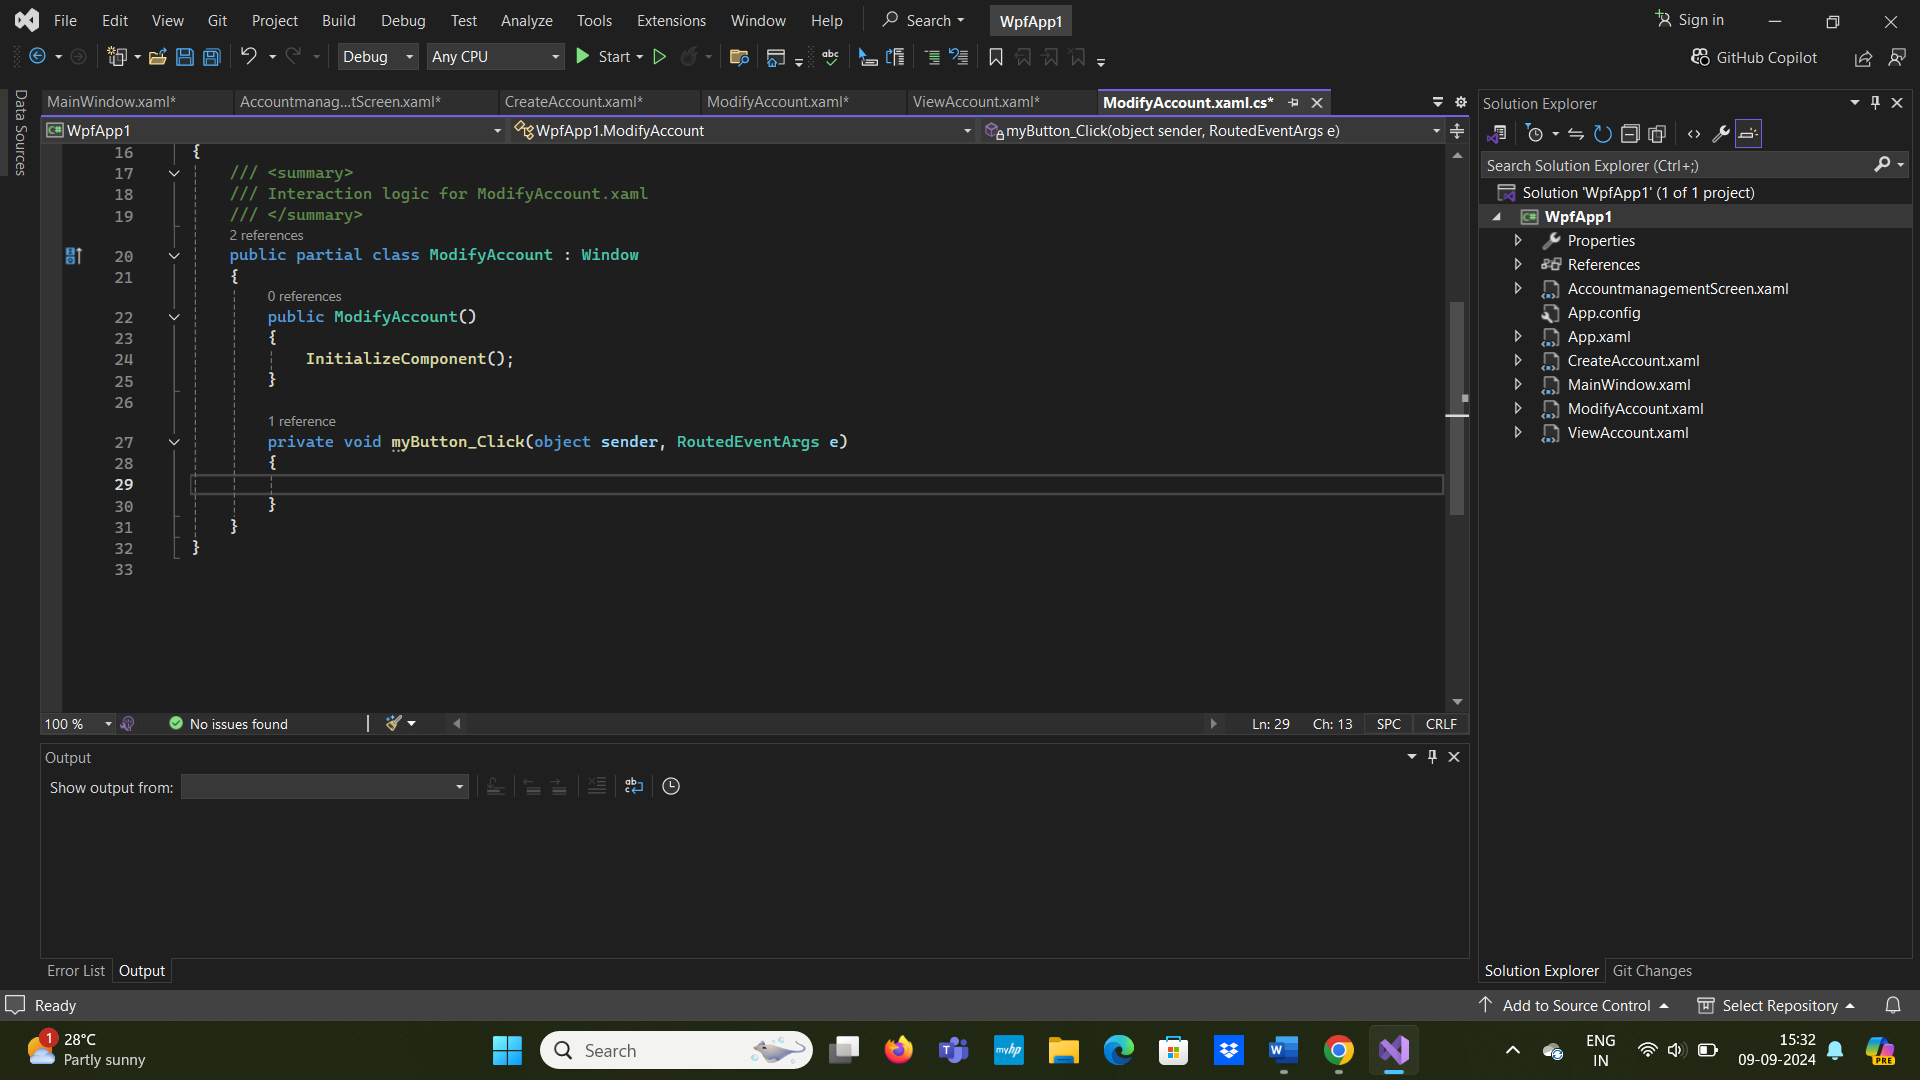 File Edit View Git Project Build Debug Test Analyze Tools Extensions Window Help Search WpfApp1 Sign in
Debug Any CPU Start GitHub Copilot
Data Sources
MainWindow.xaml* Accountmanag...tScreen.xaml* CreateAccount.xaml* ModifyAccount.xaml* ViewAccount.xaml* ModifyAccount.xaml.cs*
WpfApp1 WpfApp1.ModifyAccount myButton_Click(object sender, RoutedEventArgs e)
16 {
17 /// <summary>
18 /// Interaction logic for ModifyAccount.xaml
19 /// </summary>
2 references
20 public partial class ModifyAccount : Window
21 {
0 references
22 public ModifyAccount()
23 {
24 InitializeComponent();
25 }
26
1 reference
27 private void myButton_Click(object sender, RoutedEventArgs e)
28 {
29
30 }
31 }
32 }
33
100 % No issues found Ln: 29 Ch: 13 SPC CRLF
Output
Show output from:
Error List Output
Solution Explorer
Search Solution Explorer (Ctrl+;)
Solution 'WpfApp1' (1 of 1 project)
WpfApp1
Properties
References
AccountmanagementScreen.xaml
App.config
App.xaml
CreateAccount.xaml
MainWindow.xaml
ModifyAccount.xaml
ViewAccount.xaml
Solution Explorer Git Changes
Ready Add to Source Control Select Repository
1 28°C
Partly sunny
Search
myhp
ENG
IN
15:32
09-09-2024
PRE